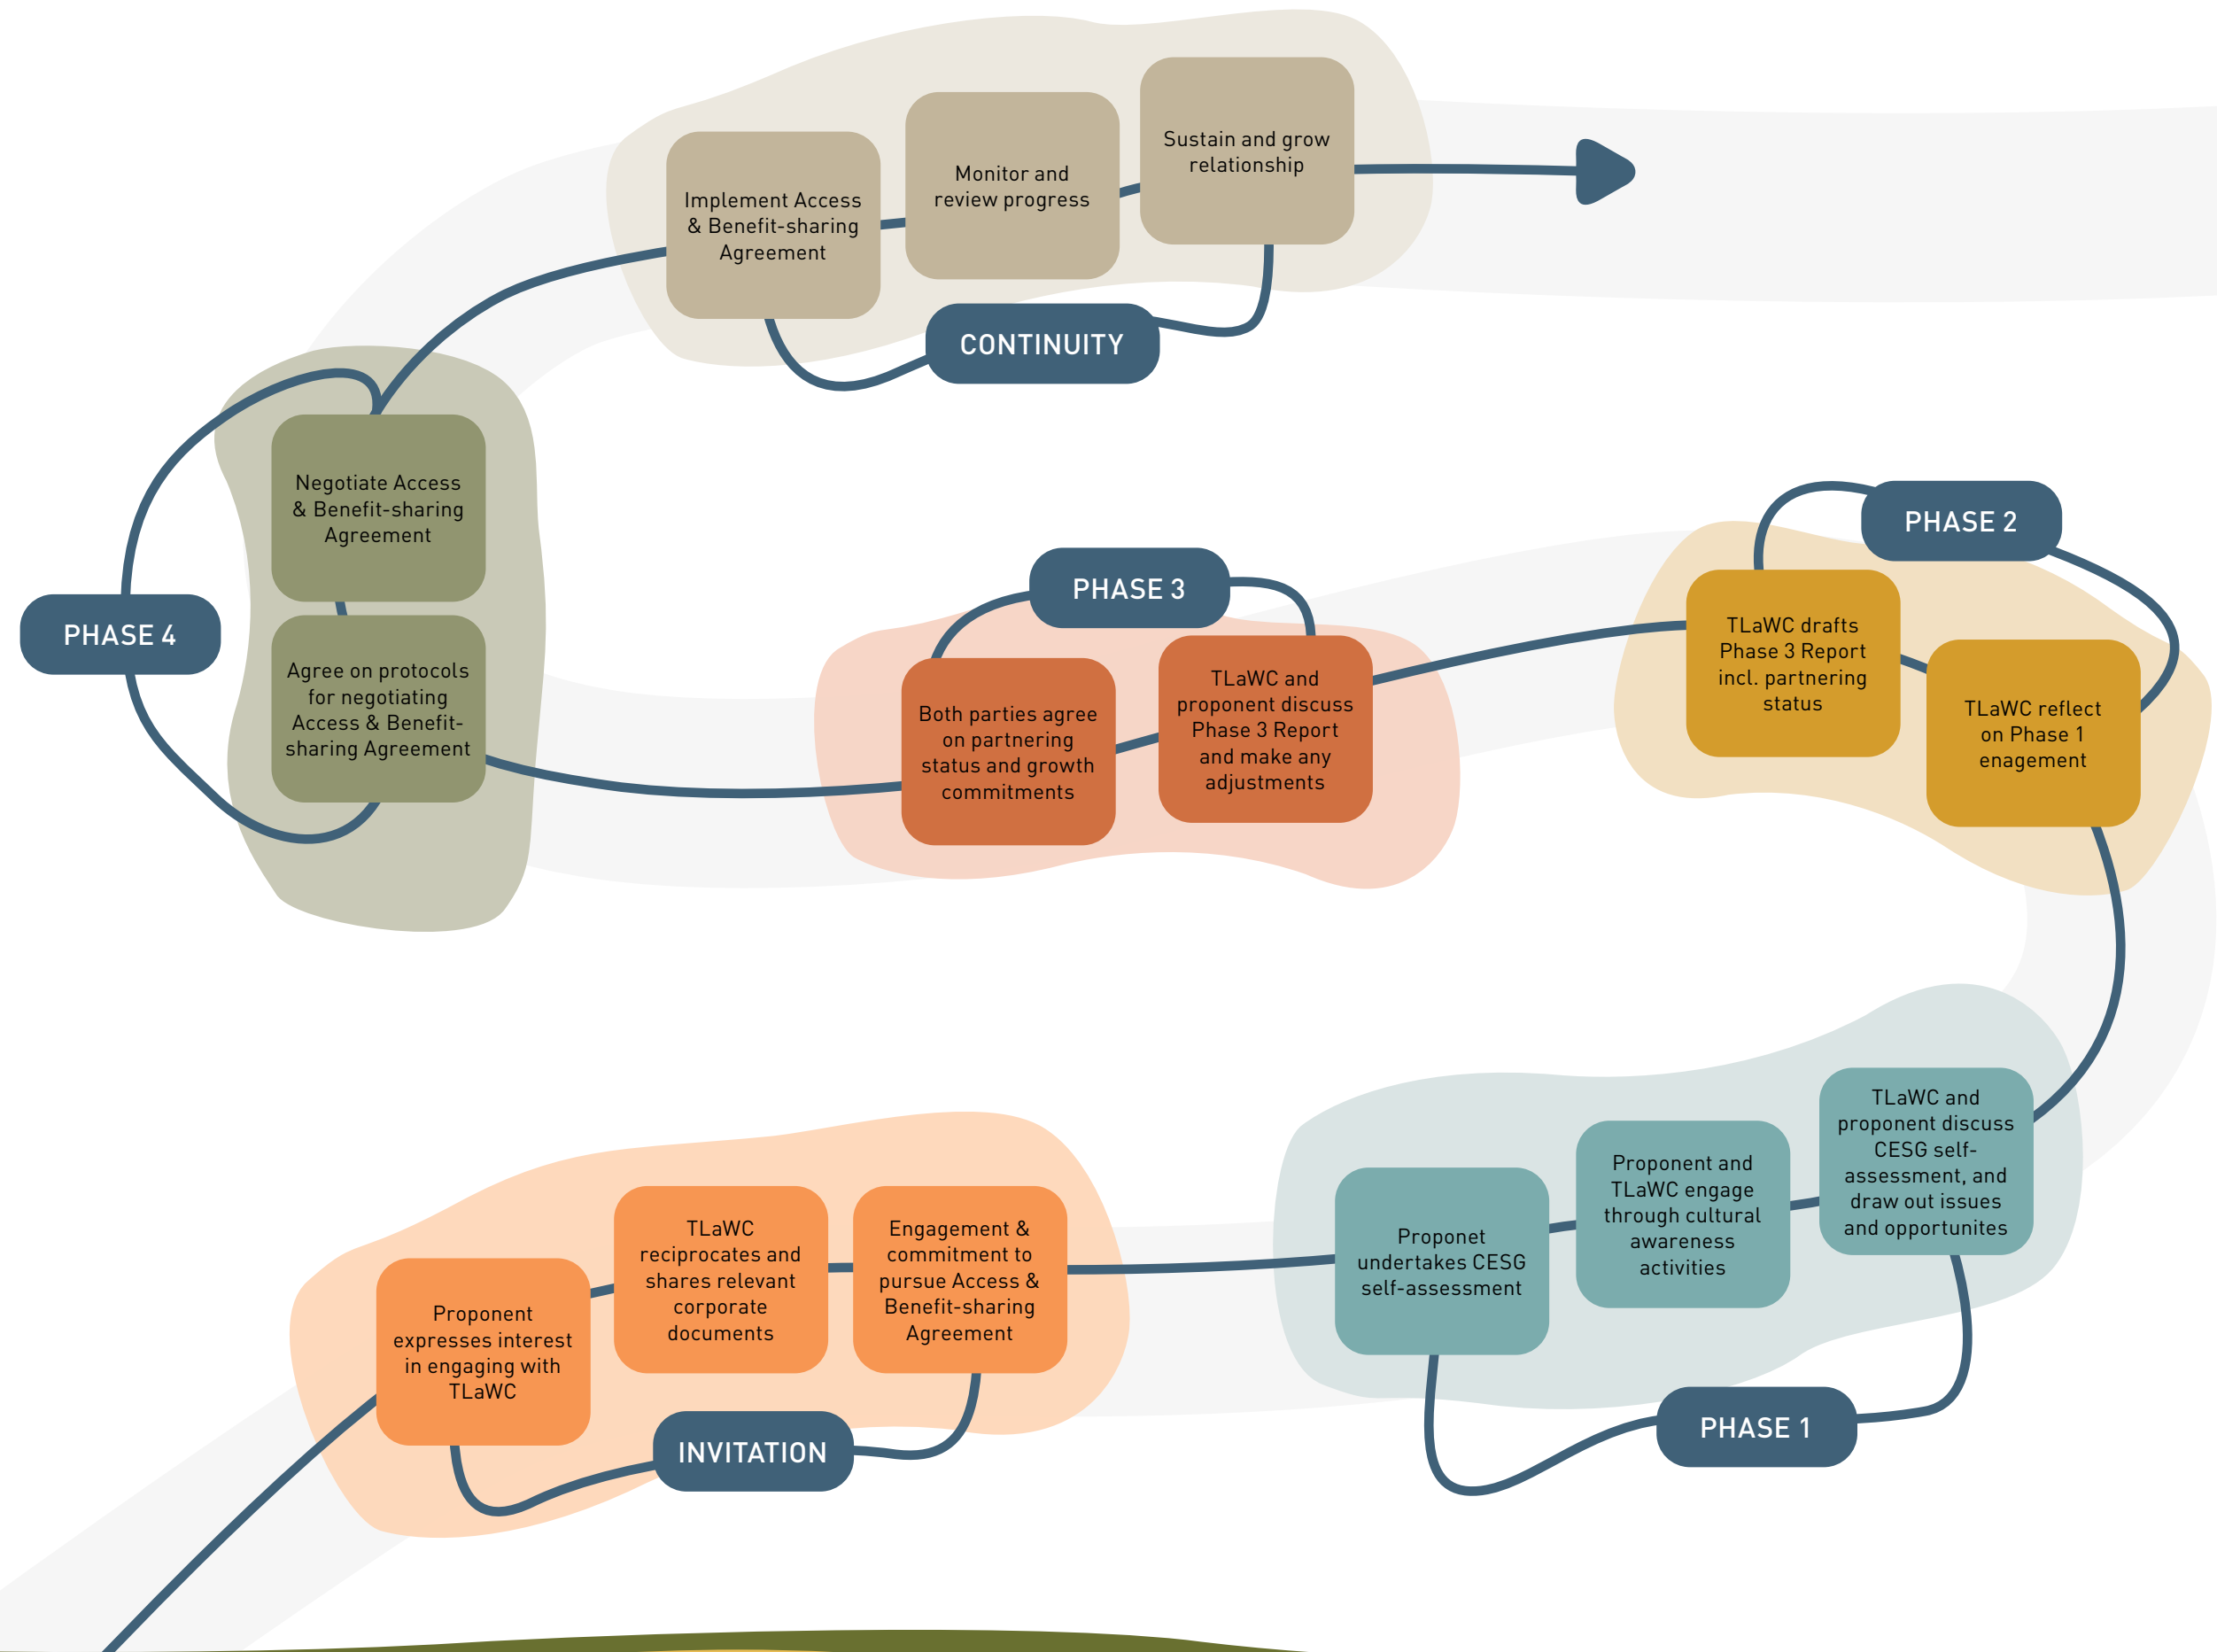 Sustain and grow
relationship
Monitor and
review progress
Implement Access
& Benefit-sharing
Agreement
CONTINUITY
Negotiate Access
& Benefit-sharing
Agreement
PHASE 4
Agree on protocols
for negotiating
Access & Benefit-
sharing Agreement
PHASE 3
Both parties agree
on partnering
status and growth
commitments
TLaWC and
proponent discuss
Phase 3 Report
and make any
adjustments
PHASE 2
TLaWC drafts
Phase 3 Report
incl. partnering
status
TLaWC reflect
on Phase 1
enagement
Proponent
expresses interest
in engaging with
TLaWC
TLaWC
reciprocates and
shares relevant
corporate
documents
Engagement &
commitment to
pursue Access &
Benefit-sharing
Agreement
INVITATION
Proponet
undertakes CESG
self-assessment
Proponent and
TLaWC engage
through cultural
awareness
activities
TLaWC and
proponent discuss
CESG self-
assessment, and
draw out issues
and opportunites
PHASE 1